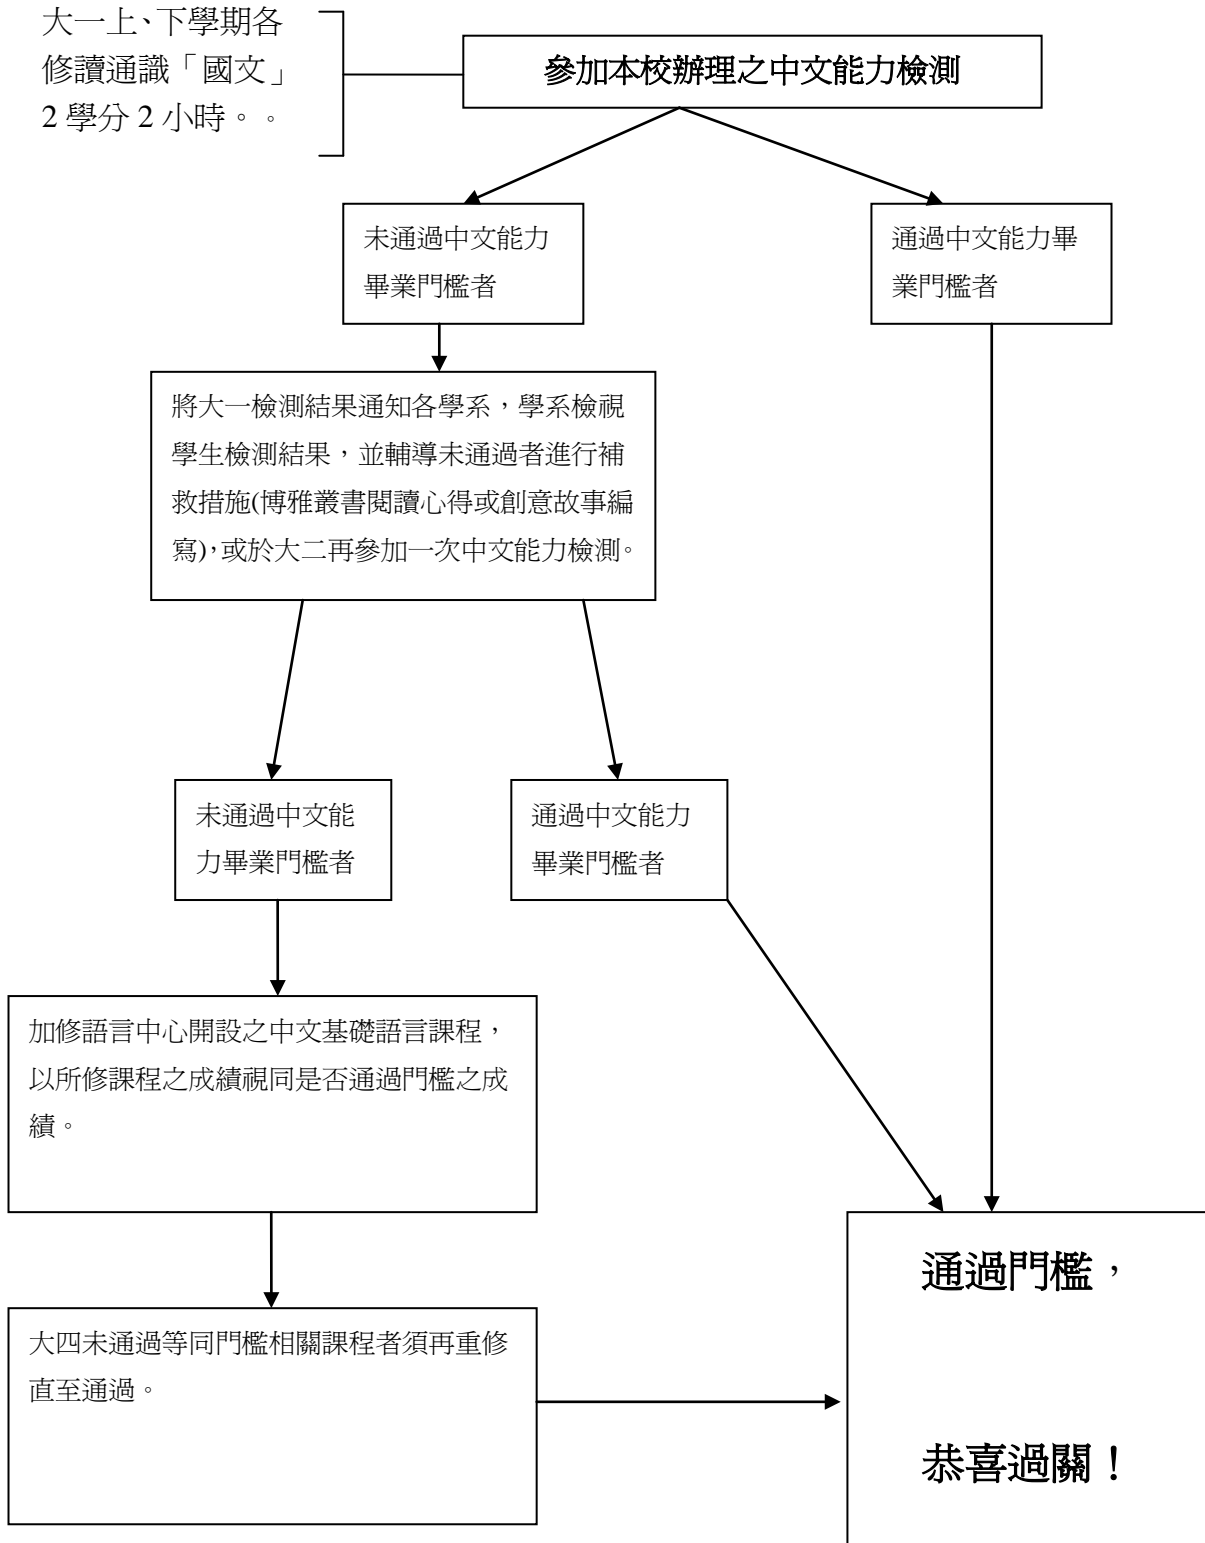 大一上、下學期各
修讀通識「國文」
2 學分 2 小時。。
參加本校辦理之中文能力檢測
未通過中文能力
畢業門檻者
通過中文能力畢
業門檻者
將大一檢測結果通知各學系，學系檢視
學生檢測結果，並輔導未通過者進行補
救措施(博雅叢書閱讀心得或創意故事編
寫)，或於大二再參加一次中文能力檢測。
未通過中文能
力畢業門檻者
通過中文能力
畢業門檻者
加修語言中心開設之中文基礎語言課程，
以所修課程之成績視同是否通過門檻之成
績。
大四未通過等同門檻相關課程者須再重修
直至通過。
通過門檻，
恭喜過關！